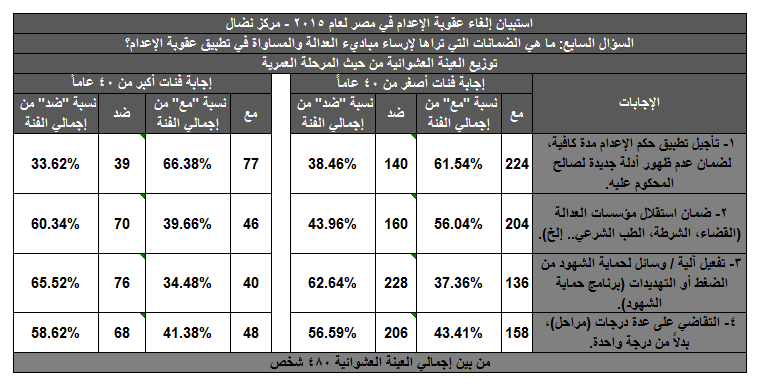 استبيان إلغاء عقوبة الإعدام في مصر لعام ٢٠١٥ - مركز نضال
السؤال السابع: ما هي الضمانات التي تراها لإرساء مباديء العدالة والمساواة في تطبيق عقوبة الإعدام؟
توزيع العينة العشوائية من حيث المرحلة العمرية
الإجابات
إجابة فئات أصغر من ٤٠ عاماً
إجابة فئات أكبر من ٤٠ عاماً
مع
نسبة "مع" من إجمالي الفئة
ضد
نسبة "ضد" من إجمالي الفئة
مع
نسبة "مع" من إجمالي الفئة
ضد
نسبة "ضد" من إجمالي الفئة
١- تأجيل تطبيق حكم الإعدام مدة كافية،
لضمان عدم ظهور أدلة جديدة لصالح
المحكوم عليه.
224 61.54% 140 38.46% 77 66.38% 39 33.62%
٢- ضمان استقلال مؤسسات العدالة
(القضاء، الشرطة، الطب الشرعي.. إلخ).
204 56.04% 160 43.96% 46 39.66% 70 60.34%
٣- تفعيل آلية / وسائل لحماية الشهود من
الضغط أو التهديدات (برنامج حماية
الشهود).
136 37.36% 228 62.64% 40 34.48% 76 65.52%
٤- التقاضي على عدة درجات (مراحل)،
بدلاً من درجة واحدة.
158 43.41% 206 56.59% 48 41.38% 68 58.62%
من بين إجمالي العينة العشوائية ٤٨٠ شخص